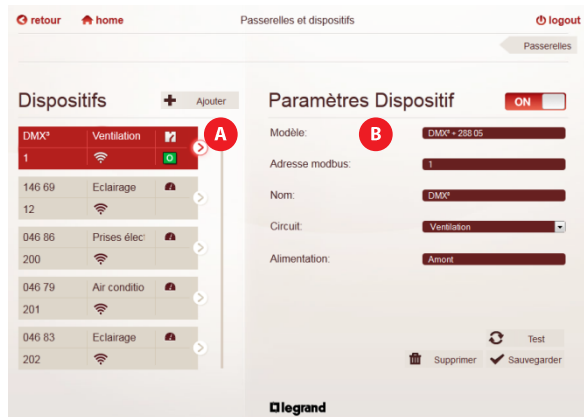 retour home Passerelles et dispositifs logout
Passerelles
Dispositifs
Ajouter
DMX³ Ventilation
1
O
A
146 69 Eclairage
12
046 86 Prises élec
200
046 79 Air conditio
201
046 83 Eclairage
202
Paramètres Dispositif
ON
B
Modèle: DMX³ + 288 05
Adresse modbus: 1
Nom: DMX³
Circuit: Ventilation
Alimentation: Amont
Test
Supprimer Sauvegarder
legrand